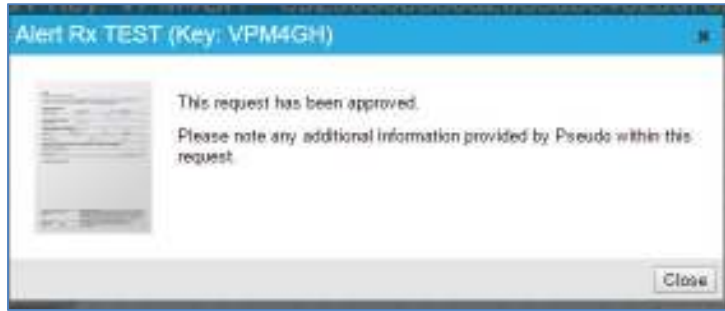 Alert Rx TEST (Key: VPM4GH)
This request has been approved.
Please note any additional information provided by Pseudo within this
request.
Close